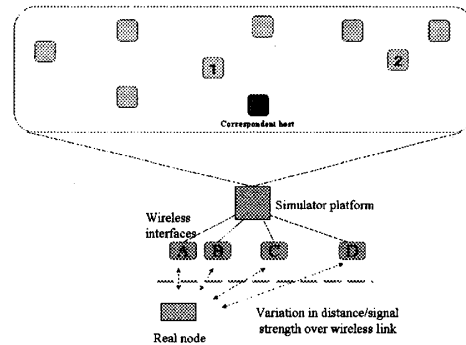 1
2
Correspondent host
Simulator platform
Wireless
interfaces
A B C D
Variation in distance/signal
strength over wireless link
Real node